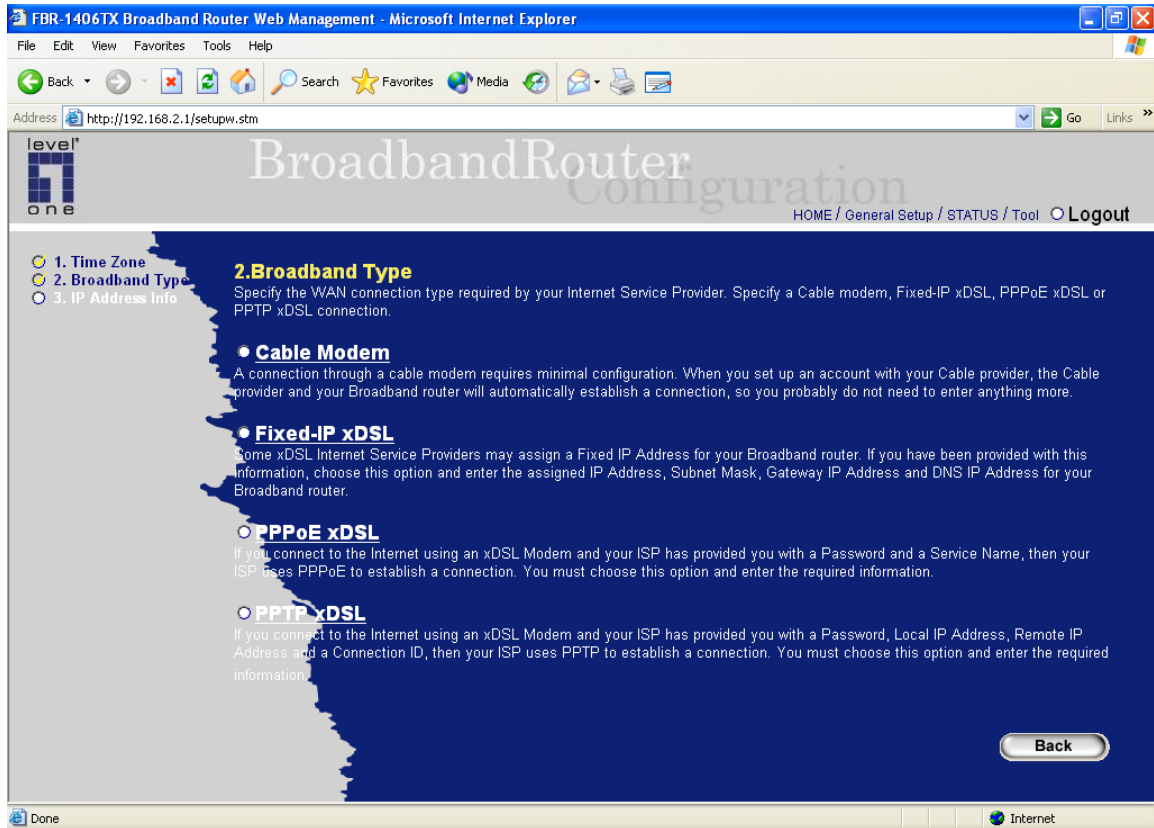 FBR-1406TX Broadband Router Web Management - Microsoft Internet Explorer
File Edit View Favorites Tools Help
Back Search Favorites Media
Address http://192.168.2.1/setupw.stm Go Links »
level
one
BroadbandRouter
Configuration
HOME / General Setup / STATUS / Tool Logout
1. Time Zone
2. Broadband Type
3. IP Address Info
2.Broadband Type
Specify the WAN connection type required by your Internet Service Provider. Specify a Cable modem, Fixed-IP xDSL, PPPoE xDSL or
PPTP xDSL connection.
Cable Modem
A connection through a cable modem requires minimal configuration. When you set up an account with your Cable provider, the Cable
provider and your Broadband router will automatically establish a connection, so you probably do not need to enter anything more.
Fixed-IP xDSL
Some xDSL Internet Service Providers may assign a Fixed IP Address for your Broadband router. If you have been provided with this
information, choose this option and enter the assigned IP Address, Subnet Mask, Gateway IP Address and DNS IP Address for your
Broadband router.
PPPoE xDSL
If you connect to the Internet using an xDSL Modem and your ISP has provided you with a Password and a Service Name, then your
ISP uses PPPoE to establish a connection. You must choose this option and enter the required information.
PPTP xDSL
If you connect to the Internet using an xDSL Modem and your ISP has provided you with a Password, Local IP Address, Remote IP
Address and a Connection ID, then your ISP uses PPTP to establish a connection. You must choose this option and enter the required
information.
Back
Done Internet